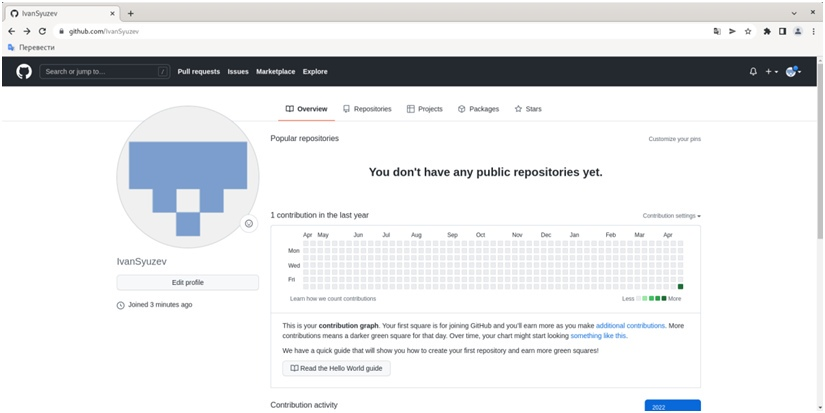 IvanSyuzev
github.com/IvanSyuzev
Перевести
Search or jump to…
/
Pull requests
Issues
Marketplace
Explore
Overview
Repositories
Projects
Packages
Stars
Popular repositories
Customize your pins
You don't have any public repositories yet.
1 contribution in the last year
Contribution settings
Apr May Jun Jul Aug Sep Oct Nov Dec Jan Feb Mar Apr
Mon
Wed
Fri
Learn how we count contributions
Less
More
This is your contribution graph. Your first square is for joining GitHub and you'll earn more as you make additional contributions. More
contributions means a darker green square for that day. Over time, your chart might start looking something like this.
We have a quick guide that will show you how to create your first repository and earn more green squares!
Read the Hello World guide
IvanSyuzev
Edit profile
Joined 3 minutes ago
Contribution activity
2022